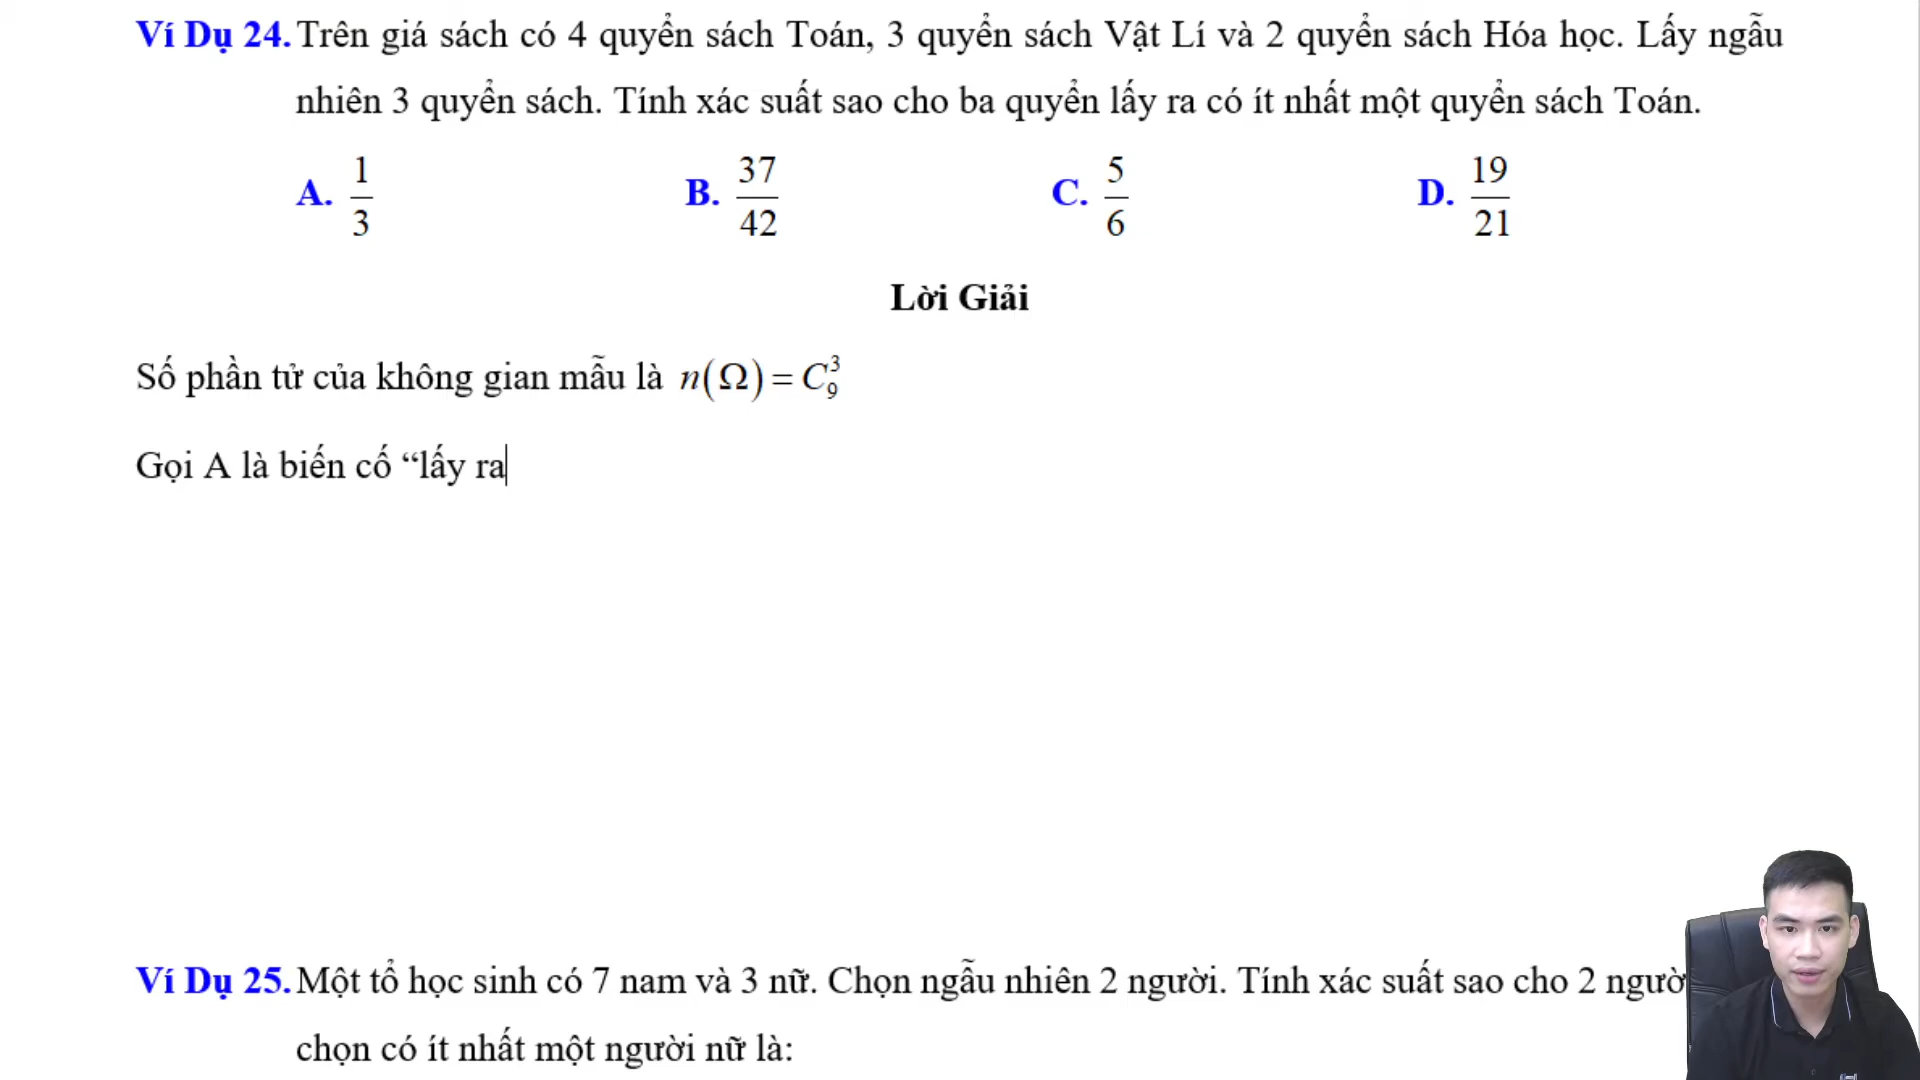 Ví Dụ 24. Trên giá sách có 4 quyển sách Toán, 3 quyển sách Vật Lí và 2 quyển sách Hóa học. Lấy ngẫu
nhiên 3 quyển sách. Tính xác suất sao cho ba quyển lấy ra có ít nhất một quyển sách Toán.
A. 1/3 B. 37/42 C. 5/6 D. 19/21
Lời Giải
Số phần tử của không gian mẫu là n(Ω) = C₉³
Gọi A là biến cố “lấy ra
Ví Dụ 25. Một tổ học sinh có 7 nam và 3 nữ. Chọn ngẫu nhiên 2 người. Tính xác suất sao cho 2
chọn có ít nhất một người nữ là: